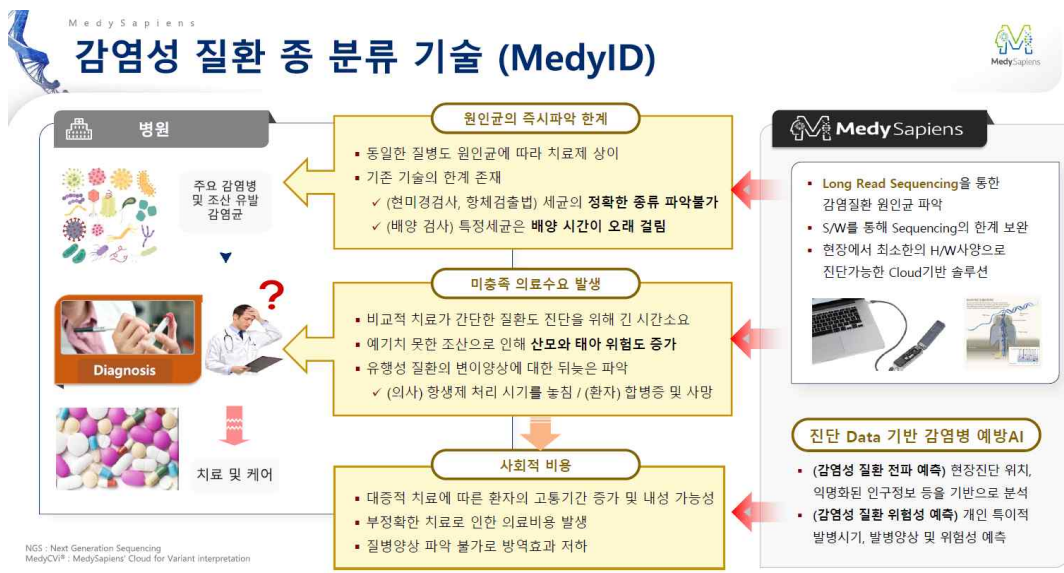 MedySapiens
감염성 질환 종 분류 기술 (MedyID)
MedySapiens
병원
주요 감염병
및 조산 유발
감염균
?
Diagnosis
치료 및 케어
원인균의 즉시파악 한계
▪ 동일한 질병도 원인균에 따라 치료제 상이
▪ 기존 기술의 한계 존재
✓ (현미경검사, 항체검출법) 세균의 정확한 종류 파악불가
✓ (배양 검사) 특정세균은 배양 시간이 오래 걸림
미충족 의료수요 발생
▪ 비교적 치료가 간단한 질환도 진단을 위해 긴 시간소요
▪ 예기치 못한 조산으로 인해 산모와 태아 위험도 증가
▪ 유행성 질환의 변이양상에 대한 뒤늦은 파악
✓ (의사) 항생제 처리 시기를 놓침 / (환자) 합병증 및 사망
사회적 비용
▪ 대증적 치료에 따른 환자의 고통기간 증가 및 내성 가능성
▪ 부정확한 치료로 인한 의료비용 발생
▪ 질병양상 파악 불가로 방역효과 저하
MedySapiens
▪ Long Read Sequencing을 통한
감염질환 원인균 파악
▪ S/W를 통해 Sequencing의 한계 보완
▪ 현장에서 최소한의 H/W사양으로
진단가능한 Cloud기반 솔루션
진단 Data 기반 감염병 예방AI
▪ (감염성 질환 전파 예측) 현장진단 위치,
익명화된 인구정보 등을 기반으로 분석
▪ (감염성 질환 위험성 예측) 개인 특이적
발병시기, 발병양상 및 위험성 예측
NGS : Next Generation Sequencing
MedyCVi® : MedySapiens' Cloud for Variant interpretation